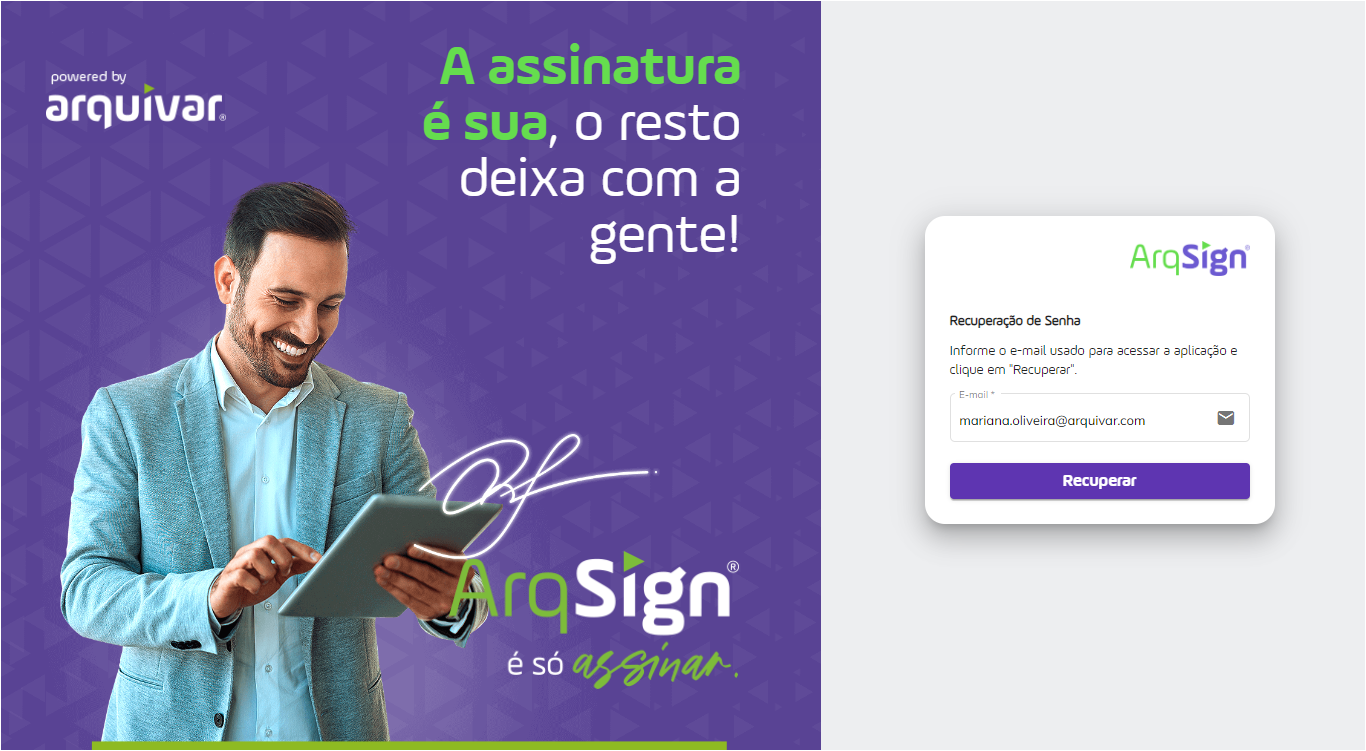 powered by
arquivar®
A assinatura
é sua, o resto
deixa com a
gente!
ArqSign®
é só assinar.
ArqSign®
Recuperação de Senha
Informe o e-mail usado para acessar a aplicação e
clique em "Recuperar".
E-mail *
mariana.oliveira@arquivar.com
Recuperar